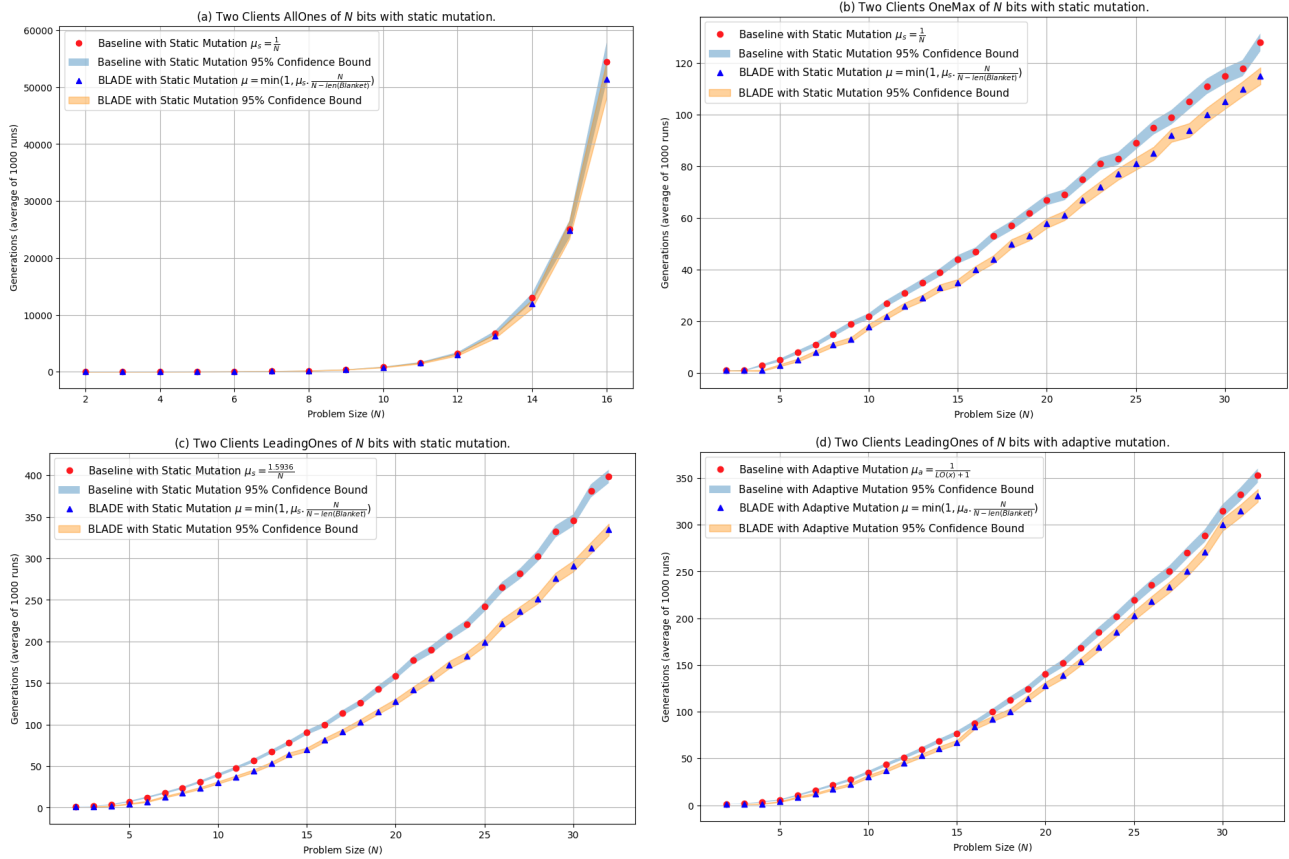 (a) Two Clients AllOnes of N bits with static mutation.
Baseline with Static Mutation μ_s = 1/N
Baseline with Static Mutation 95% Confidence Bound
BLADE with Static Mutation μ = min(1, μ_s. N/(N−len(Blanket)))
BLADE with Static Mutation 95% Confidence Bound
Generations (average of 1000 runs)
60000
50000
40000
30000
20000
10000
0
2 4 6 8 10 12 14 16
Problem Size (N)
(b) Two Clients OneMax of N bits with static mutation.
Baseline with Static Mutation μ_s = 1/N
Baseline with Static Mutation 95% Confidence Bound
BLADE with Static Mutation μ = min(1, μ_s. N/(N−len(Blanket)))
BLADE with Static Mutation 95% Confidence Bound
Generations (average of 1000 runs)
120
100
80
60
40
20
0
5 10 15 20 25 30
Problem Size (N)
(c) Two Clients LeadingOnes of N bits with static mutation.
Baseline with Static Mutation μ_s = 1.5936/N
Baseline with Static Mutation 95% Confidence Bound
BLADE with Static Mutation μ = min(1, μ_s. N/(N−len(Blanket)))
BLADE with Static Mutation 95% Confidence Bound
Generations (average of 1000 runs)
400
350
300
250
200
150
100
50
0
5 10 15 20 25 30
Problem Size (N)
(d) Two Clients LeadingOnes of N bits with adaptive mutation.
Baseline with Adaptive Mutation μ_a = 1/(LO(x)+1)
Baseline with Adaptive Mutation 95% Confidence Bound
BLADE with Adaptive Mutation μ = min(1, μ_a. N/(N−len(Blanket)))
BLADE with Adaptive Mutation 95% Confidence Bound
Generations (average of 1000 runs)
350
300
250
200
150
100
50
0
5 10 15 20 25 30
Problem Size (N)